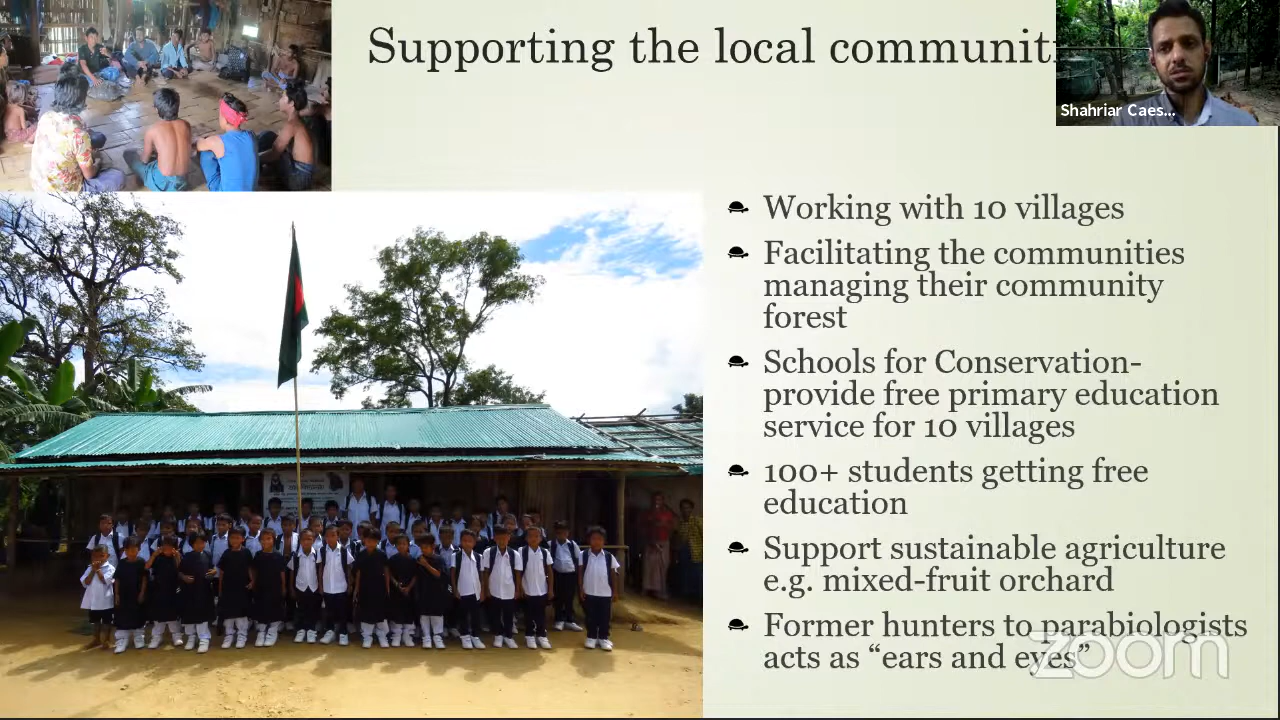 Supporting the local communiti
Shahriar Caes...
Working with 10 villages
Facilitating the communities
managing their community
forest
Schools for Conservation-
provide free primary education
service for 10 villages
100+ students getting free
education
Support sustainable agriculture
e.g. mixed-fruit orchard
Former hunters to parabiologists
acts as “ears and eyes”
zoom